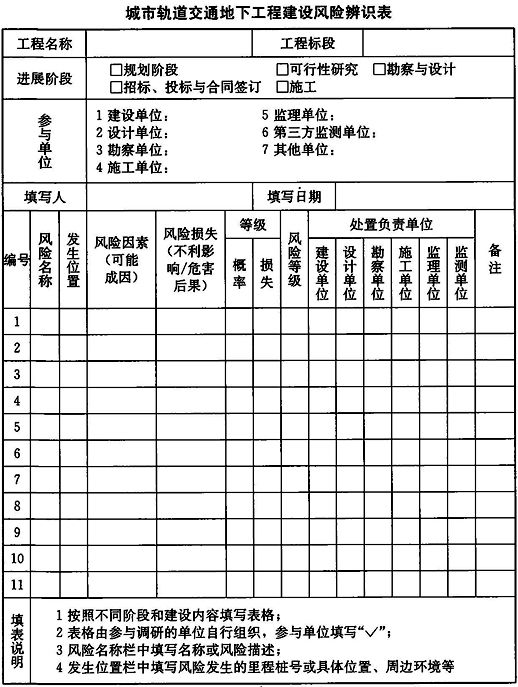 城市轨道交通地下工程建设风险辨识表
工程名称 工程标段
进展阶段 □规划阶段 □可行性研究 □勘察与设计
□招标、投标与合同签订 □施工
参与单位
1 建设单位： 5 监理单位：
2 设计单位： 6 第三方监测单位：
3 勘察单位： 7 其他单位：
4 施工单位：
填写人 填写日期
编号 风险名称 发生位置 风险因素（可能成因） 风险损失（不利影响/危害后果） 等级 概率 损失 风险等级 处置负责单位 建设单位 设计单位 勘察单位 施工单位 监理单位 监测单位 备注
1
2
3
4
5
6
7
8
9
10
11
填表说明
1 按照不同阶段和建设内容填写表格；
2 表格由参与调研的单位自行组织，参与单位填写“√”；
3 风险名称栏中填写名称或风险描述；
4 发生位置栏中填写风险发生的里程桩号或具体位置、周边环境等